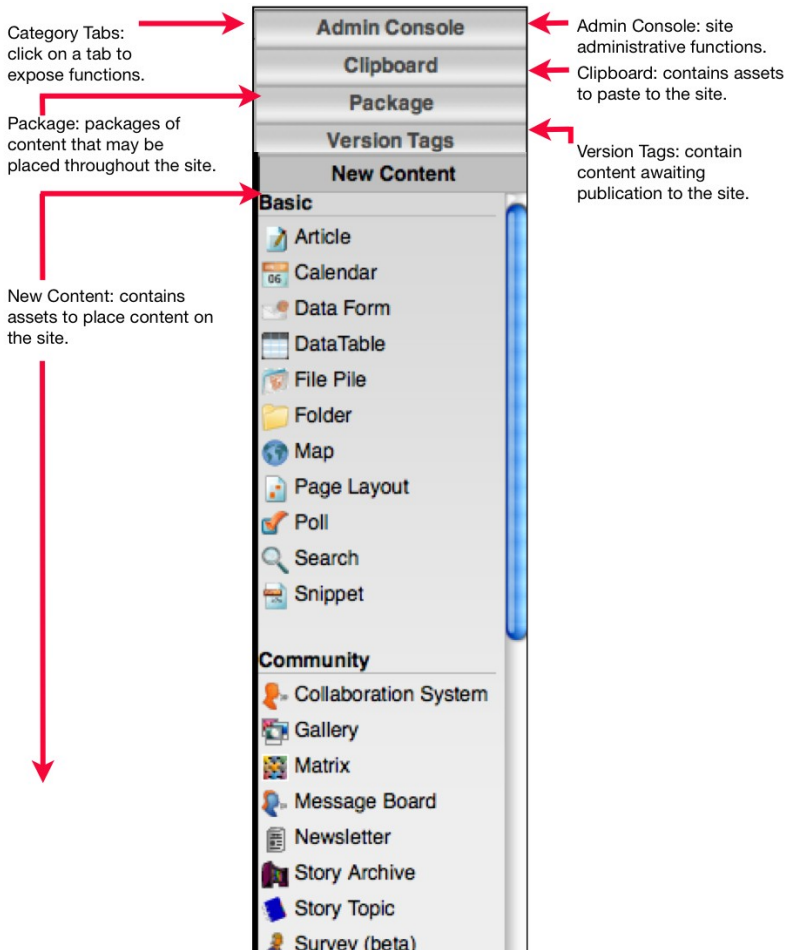 Category Tabs:
click on a tab to
expose functions.
Package: packages of
content that may be
placed throughout the site.
New Content: contains
assets to place content on
the site.
Admin Console
Clipboard
Package
Version Tags
New Content
Basic
Article
06
Calendar
Data Form
DataTable
File Pile
Folder
Map
Page Layout
Poll
Search
Snippet
Community
Collaboration System
Gallery
Matrix
Message Board
Newsletter
Story Archive
Story Topic
Survey (beta)
Admin Console: site
administrative functions.
Clipboard: contains assets
to paste to the site.
Version Tags: contain
content awaiting
publication to the site.